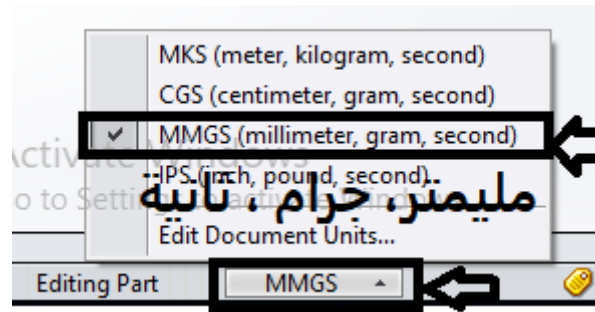 MKS (meter, kilogram, second)
CGS (centimeter, gram, second)
MMGS (millimeter, gram, second)
Activate Windows
IPS (inch, pound, second)
مليمتر، جرام ، ثانية
Go to Settings to activate Windows
Edit Document Units...
Editing Part MMGS